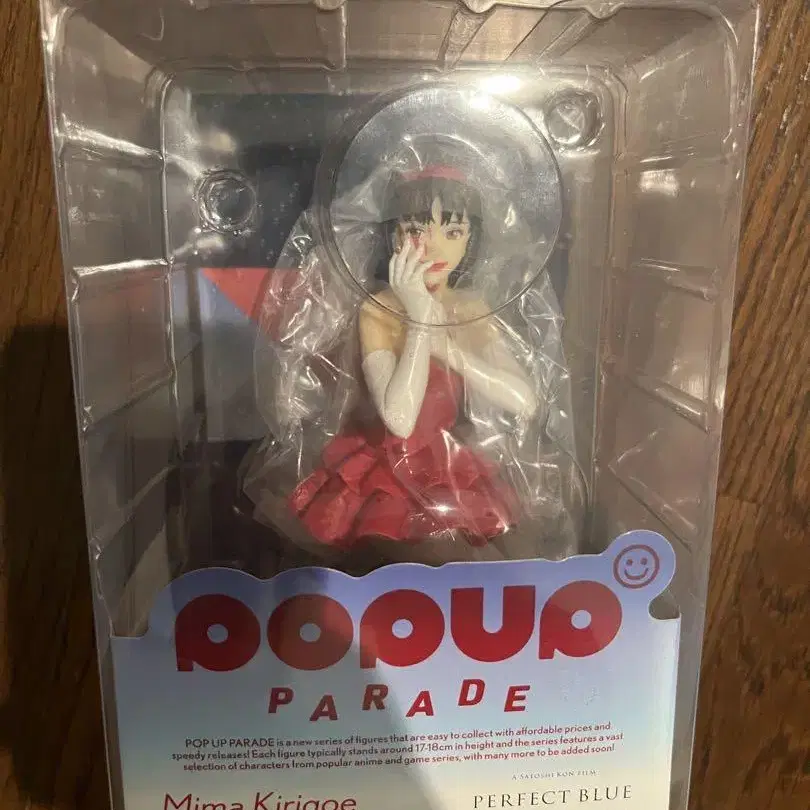 POPUP
PARADE
POP UP PARADE is a new series of figures that are easy to collect with affordable prices and
speedy releases! Each figure typically stands around 17-18cm in height and the series features a vast
selection of characters from popular anime and game series, with many more to be added soon!
A SATOSHI KON FILM
Mima Kirigoe
PERFECT BLUE